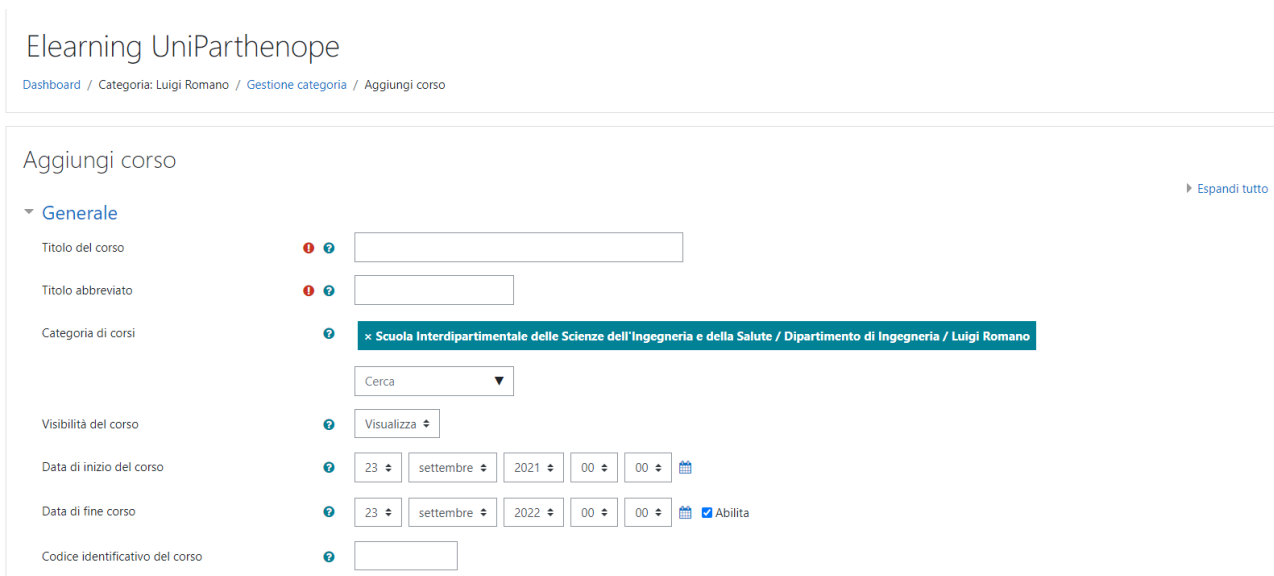 Elearning UniParthenope
Dashboard / Categoria: Luigi Romano / Gestione categoria / Aggiungi corso
Aggiungi corso
Espandi tutto
Generale
Titolo del corso
Titolo abbreviato
Categoria di corsi
× Scuola Interdipartimentale delle Scienze dell'Ingegneria e della Salute / Dipartimento di Ingegneria / Luigi Romano
Cerca
Visibilità del corso Visualizza
Data di inizio del corso 23 settembre 2021 00 00
Data di fine corso 23 settembre 2022 00 00 Abilita
Codice identificativo del corso